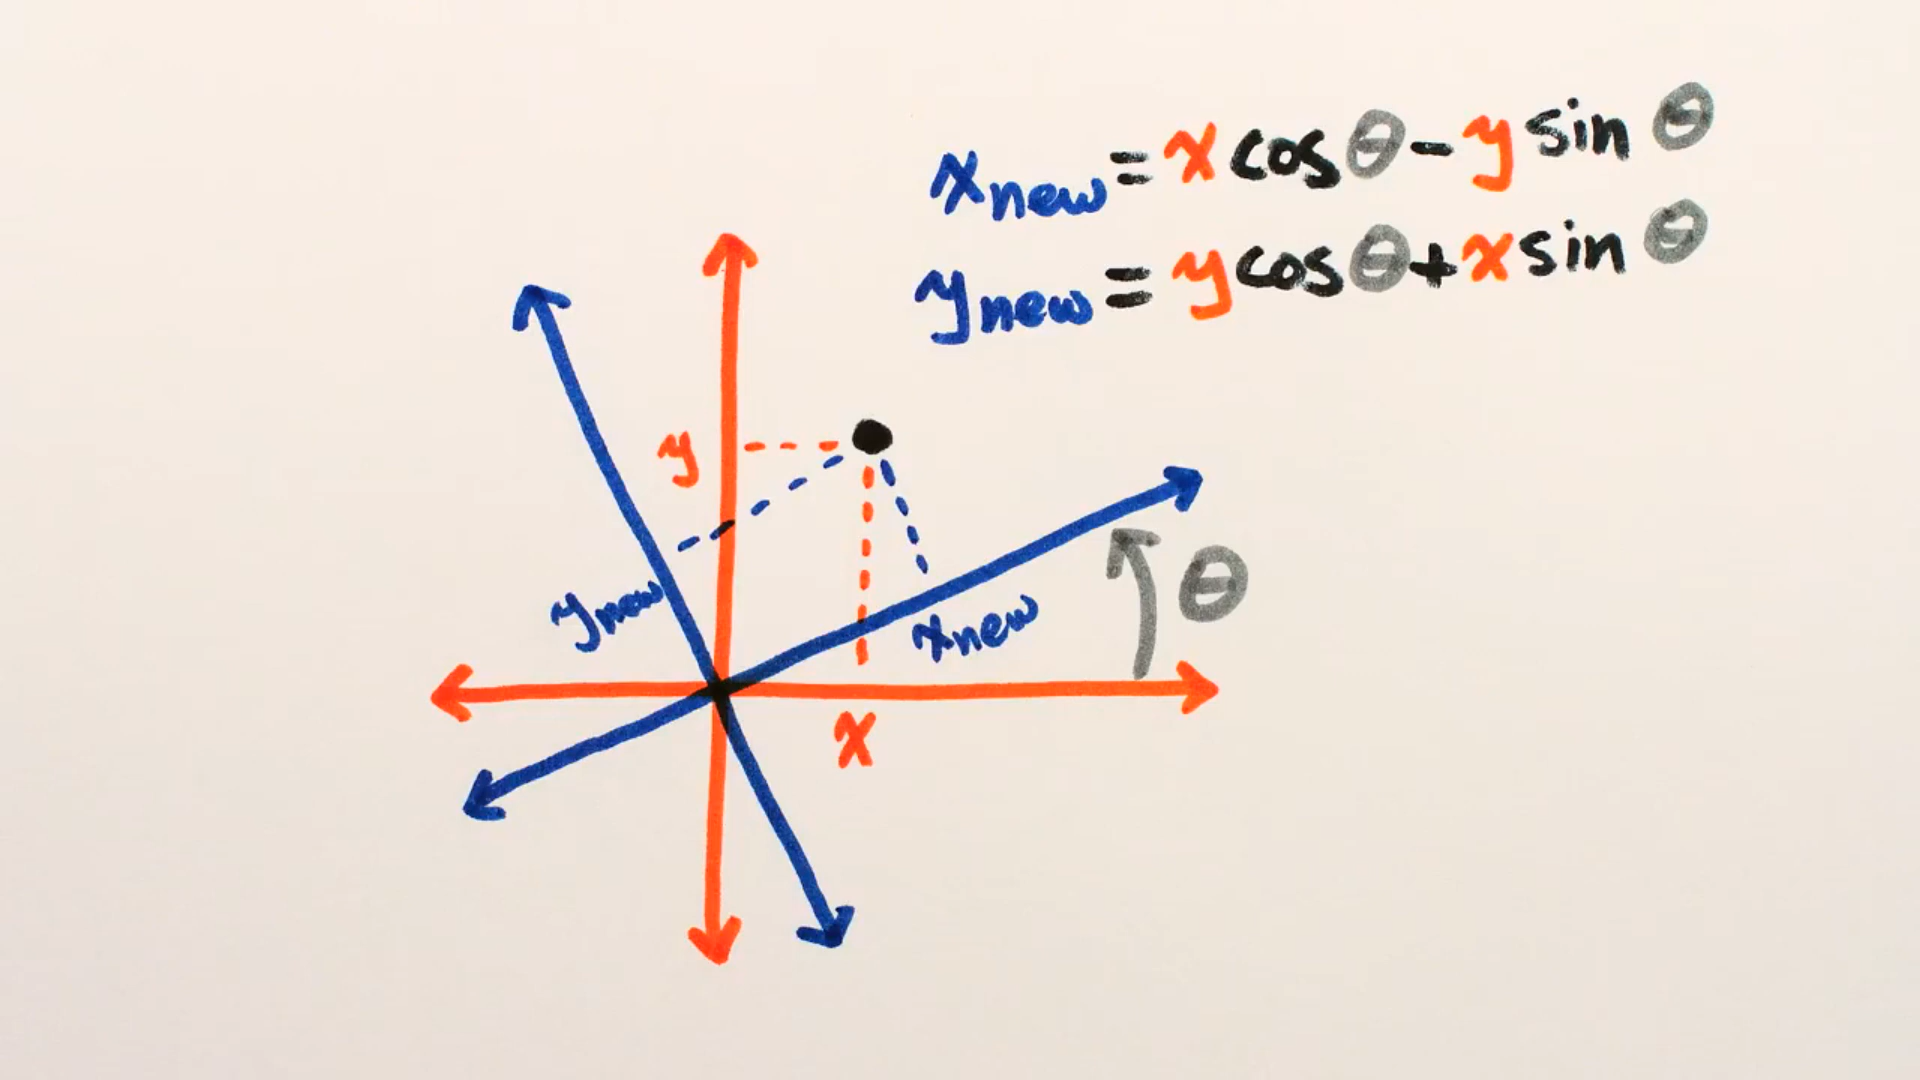 xnew = x cos θ - y sin θ
ynew = y cos θ + x sin θ
y
ynew
xnew
θ
x